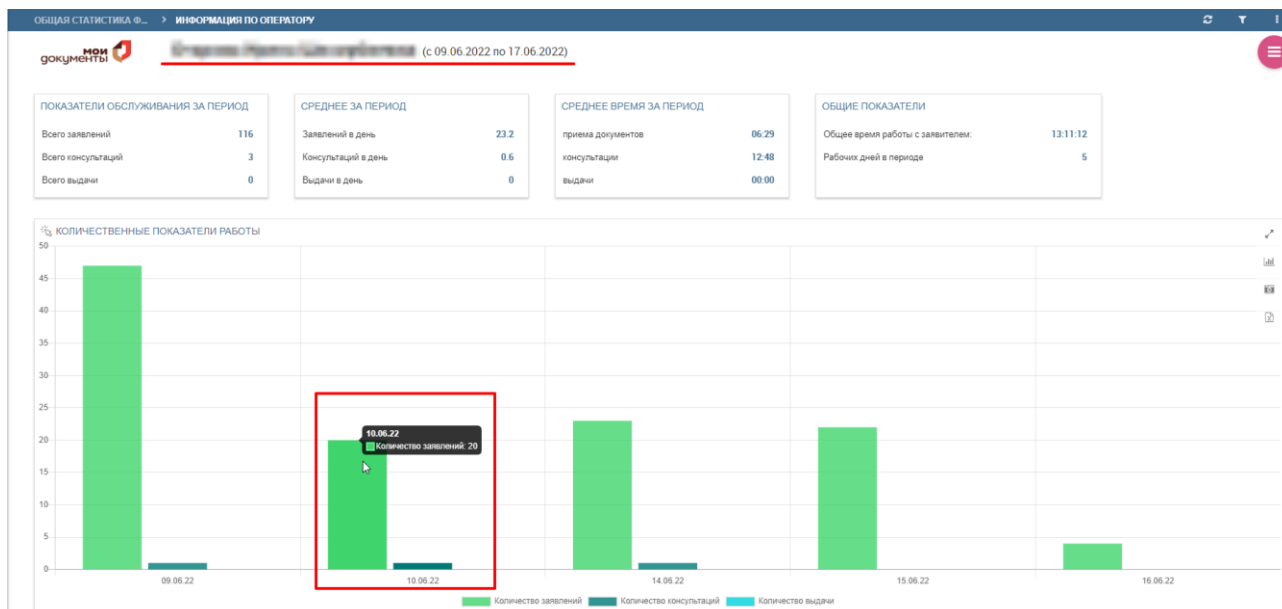 ОБЩАЯ СТАТИСТИКА Ф... > ИНФОРМАЦИЯ ПО ОПЕРАТОРУ
мои
документы
(с 09.06.2022 по 17.06.2022)
ПОКАЗАТЕЛИ ОБСЛУЖИВАНИЯ ЗА ПЕРИОД
Всего заявлений 116
Всего консультаций 3
Всего выдачи 0
СРЕДНЕЕ ЗА ПЕРИОД
Заявлений в день 23.2
Консультаций в день 0.6
Выдачи в день 0
СРЕДНЕЕ ВРЕМЯ ЗА ПЕРИОД
приема документов 06:29
консультации 12:48
выдачи 00:00
ОБЩИЕ ПОКАЗАТЕЛИ
Общее время работы с заявителем: 13:11:12
Рабочих дней в периоде 5
КОЛИЧЕСТВЕННЫЕ ПОКАЗАТЕЛИ РАБОТЫ
50
45
40
35
30
25
20
15
10
5
0
10.06.22
Количество заявлений: 20
09.06.22 10.06.22 14.06.22 15.06.22 16.06.22
Количество заявлений Количество консультаций Количество выдачи